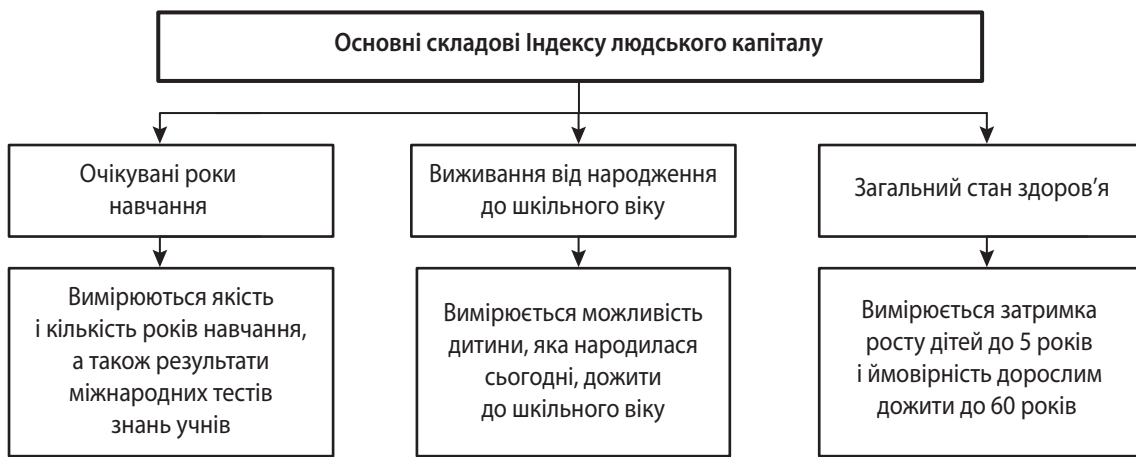 Основні складові Індексу людського капіталу
Очікувані роки
навчання
Виживання від народження
до шкільного віку
Загальний стан здоров’я
Вимірюються якість
і кількість років навчання,
а також результати
міжнародних тестів
знань учнів
Вимірюється можливість
дитини, яка народилася
сьогодні, дожити
до шкільного віку
Вимірюється затримка
росту дітей до 5 років
і ймовірність дорослим
дожити до 60 років